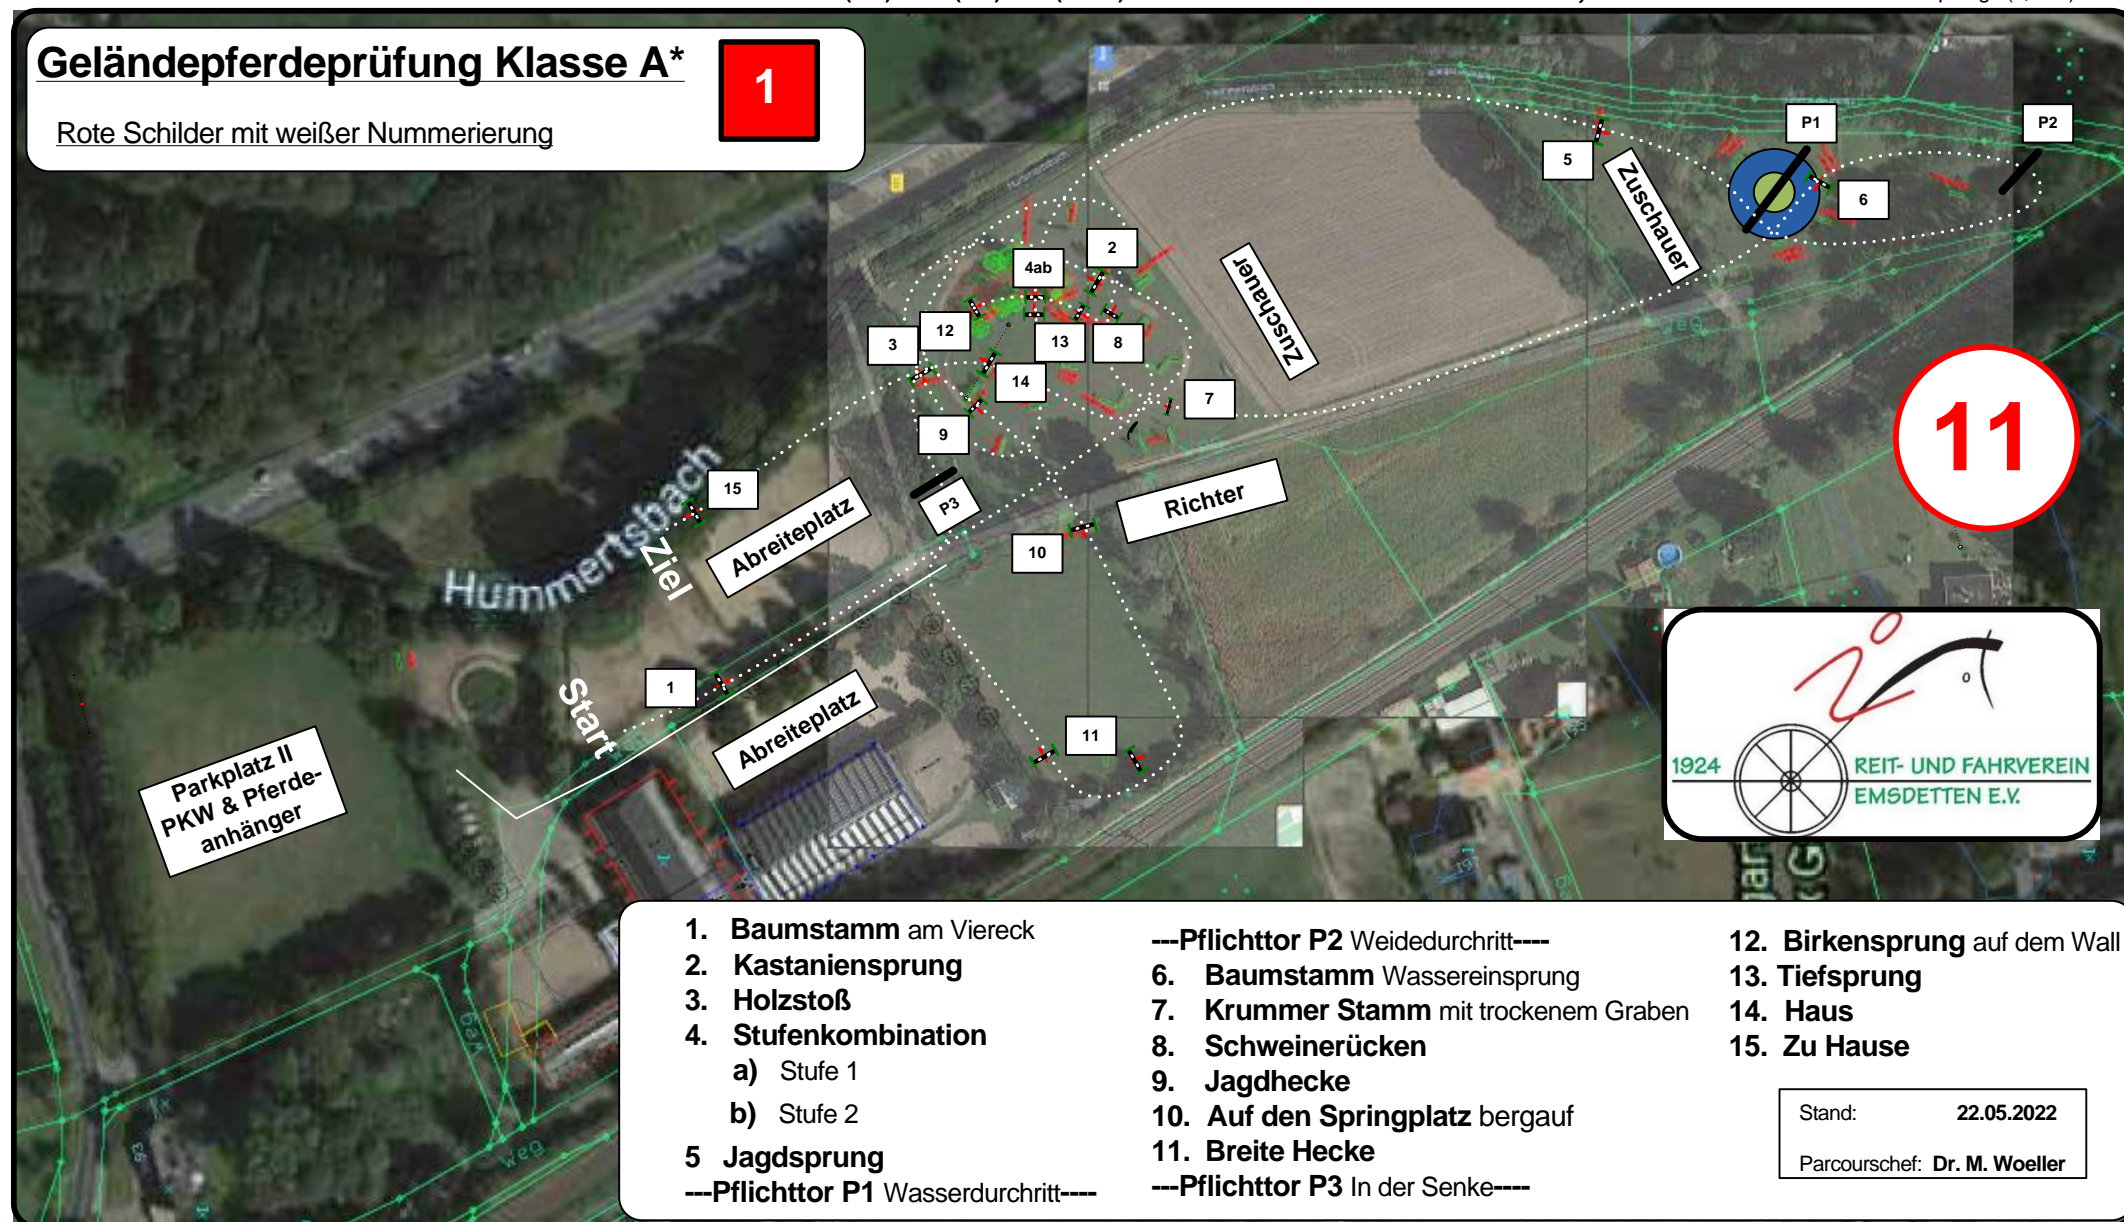 Geländepferdeprüfung Klasse A*
1
Rote Schilder mit weißer Nummerierung
P1
P2
5
6
Zuschauer
2
4ab
Zuschauer
12
3
13
8
14
7
9
11
15
P3
Richter
Abreiteplatz
10
Hummertsbach
Ziel
1
Start
Abreiteplatz
11
Parkplatz II
PKW & Pferde-
anhänger
1924
REIT- UND FAHRVEREIN
EMSDETTEN E.V.
weg
weg
1. Baumstamm am Viereck
2. Kastaniensprung
3. Holzstoß
4. Stufenkombination
a) Stufe 1
b) Stufe 2
5 Jagdsprung
---Pflichttor P1 Wasserdurchritt----
---Pflichttor P2 Weidedurchritt----
6. Baumstamm Wassereinsprung
7. Krummer Stamm mit trockenem Graben
8. Schweinerücken
9. Jagdhecke
10. Auf den Springplatz bergauf
11. Breite Hecke
---Pflichttor P3 In der Senke----
12. Birkensprung auf dem Wall
13. Tiefsprung
14. Haus
15. Zu Hause
Stand: 22.05.2022
Parcourschef: Dr. M. Woeller